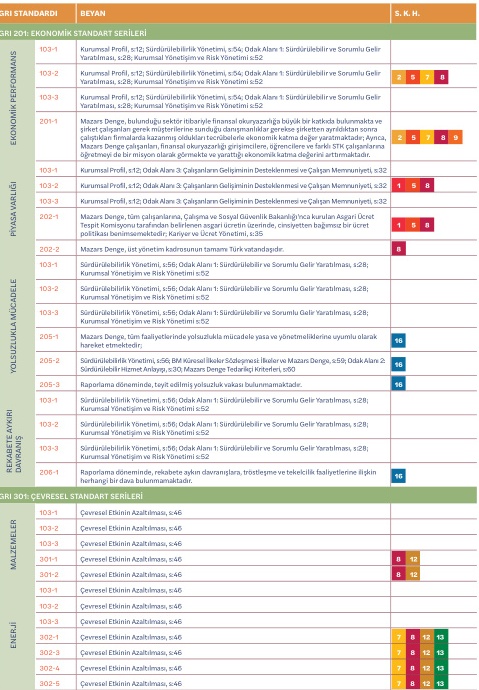 GRI STANDARDI BEYAN S. K. H.
GRI 201: EKONOMİK STANDART SERİLERİ
EKONOMİK PERFORMANS
103-1 Kurumsal Profil, s:12; Sürdürülebilirlik Yönetimi, s:54; Odak Alanı 1: Sürdürülebilir ve Sorumlu Gelir
Yaratılması, s:28; Kurumsal Yönetişim ve Risk Yönetimi s:52
103-2 Kurumsal Profil, s:12; Sürdürülebilirlik Yönetimi, s:54; Odak Alanı 1: Sürdürülebilir ve Sorumlu Gelir
Yaratılması, s:28; Kurumsal Yönetişim ve Risk Yönetimi s:52 2 5 7 8
103-3 Kurumsal Profil, s:12; Sürdürülebilirlik Yönetimi, s:54; Odak Alanı 1: Sürdürülebilir ve Sorumlu Gelir
Yaratılması, s:28; Kurumsal Yönetişim ve Risk Yönetimi s:52
201-1 Mazars Denge, bulunduğu sektör itibariyle finansal okuryazarlığa büyük bir katkıda bulunmakta ve
şirket çalışanları gerek müşterilerine sunduğu danışmanlıklar gerekse şirketten ayrıldıktan sonra
çalıştıkları firmalarda kazanmış oldukları tecrübelerle ekonomik katma değer yaratmaktadır; Ayrıca,
Mazars Denge çalışanları, finansal okuryazarlığı girişimcilere, öğrencilere ve farklı STK çalışanlarına
öğretmeyi de bir misyon olarak görmekte ve yarattığı ekonomik katma değerini arttırmaktadır. 2 5 7 8 9
PİYASA VARLIĞI
103-1 Kurumsal Profil, s:12; Odak Alanı 3: Çalışanların Gelişiminin Desteklenmesi ve Çalışan Memnuniyeti, s:32
103-2 Kurumsal Profil, s:12; Odak Alanı 3: Çalışanların Gelişiminin Desteklenmesi ve Çalışan Memnuniyeti, s:32 1 5 8
103-3 Kurumsal Profil, s:12; Odak Alanı 3: Çalışanların Gelişiminin Desteklenmesi ve Çalışan Memnuniyeti, s:32
202-1 Mazars Denge, tüm çalışanlarına, Çalışma ve Sosyal Güvenlik Bakanlığı'nca kurulan Asgari Ücret
Tespit Komisyonu tarafından belirlenen asgari ücretin üzerinde, cinsiyetten bağımsız bir ücret
politikası benimsemektedir; Kariyer ve Ücret Yönetimi, s:35 1 5 8
202-2 Mazars Denge, üst yönetim kadrosunun tamamı Türk vatandaşıdır. 8
YOLSUZLUKLA MÜCADELE
103-1 Sürdürülebilirlik Yönetimi, s:56; Odak Alanı 1: Sürdürülebilir ve Sorumlu Gelir Yaratılması, s:28;
Kurumsal Yönetişim ve Risk Yönetimi s:52
103-2 Sürdürülebilirlik Yönetimi, s:56; Odak Alanı 1: Sürdürülebilir ve Sorumlu Gelir Yaratılması, s:28;
Kurumsal Yönetişim ve Risk Yönetimi s:52
103-3 Sürdürülebilirlik Yönetimi, s:56; Odak Alanı 1: Sürdürülebilir ve Sorumlu Gelir Yaratılması, s:28;
Kurumsal Yönetişim ve Risk Yönetimi s:52
205-1 Mazars Denge, tüm faaliyetlerinde yolsuzlukla mücadele yasa ve yönetmeliklerine uyumlu olarak
hareket etmektedir; 16
205-2 Sürdürülebilirlik Yönetimi, s:56; BM Küresel İlkeler Sözleşmesi: İlkeler ve Mazars Denge, s:59; Odak Alanı 2:
Sürdürülebilir Hizmet Anlayışı, s:30; Mazars Denge Tedarikçi Kriterleri, s:60 16
205-3 Raporlama döneminde, teyit edilmiş yolsuzluk vakası bulunmamaktadır. 16
REKABETE AYKIRI
DAVRANIŞ
103-1 Sürdürülebilirlik Yönetimi, s:56; Odak Alanı 1: Sürdürülebilir ve Sorumlu Gelir Yaratılması, s:28;
Kurumsal Yönetişim ve Risk Yönetimi s:52
103-2 Sürdürülebilirlik Yönetimi, s:56; Odak Alanı 1: Sürdürülebilir ve Sorumlu Gelir Yaratılması, s:28;
Kurumsal Yönetişim ve Risk Yönetimi s:52
103-3 Sürdürülebilirlik Yönetimi, s:56; Odak Alanı 1: Sürdürülebilir ve Sorumlu Gelir Yaratılması, s:28;
Kurumsal Yönetişim ve Risk Yönetimi s:52
206-1 Raporlama döneminde, rekabete aykırı davranışlara, tröstleşme ve tekelcilik faaliyetlerine ilişkin
herhangi bir dava bulunmamaktadır. 16
GRI 301: ÇEVRESEL STANDART SERİLERİ
MALZEMELER
103-1 Çevresel Etkinin Azaltılması, s:46
103-2 Çevresel Etkinin Azaltılması, s:46
103-3 Çevresel Etkinin Azaltılması, s:46
301-1 Çevresel Etkinin Azaltılması, s:46 8 12
301-2 Çevresel Etkinin Azaltılması, s:46 8 12
ENERJİ
103-1 Çevresel Etkinin Azaltılması, s:46
103-2 Çevresel Etkinin Azaltılması, s:46
103-3 Çevresel Etkinin Azaltılması, s:46
302-1 Çevresel Etkinin Azaltılması, s:46 7 8 12 13
302-3 Çevresel Etkinin Azaltılması, s:46 7 8 12 13
302-4 Çevresel Etkinin Azaltılması, s:46 7 8 12 13
302-5 Çevresel Etkinin Azaltılması, s:46 7 8 12 13